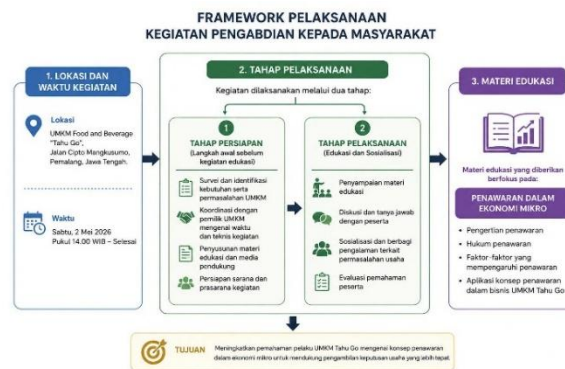 FRAMEWORK PELAKSANAAN
KEGIATAN PENGABDIAN KEPADA MASYARAKAT
1. LOKASI DAN
WAKTU KEGIATAN
Lokasi
UMKM Food and Beverage
"Tahu Go",
Jalan Cipto Mangkusumo,
Pemalang, Jawa Tengah.
Waktu
Sabtu, 2 Mei 2026
Pukul 14.00 WIB – Selesai
2. TAHAP PELAKSANAAN
Kegiatan dilaksanakan melalui dua tahap:
1
TAHAP PERSIAPAN
(Langkah awal sebelum
kegiatan edukasi)
Survei dan identifikasi
kebutuhan serta
permasalahan UMKM
Koordinasi dengan
pemilik UMKM
mengenai waktu
dan teknis kegiatan
Penyusunan materi
edukasi dan media
pendukung
Persiapan sarana dan
prasarana kegiatan
2
TAHAP PELAKSANAAN
(Edukasi dan Sosialisasi)
Penyampaian materi
edukasi
Diskusi dan tanya jawab
dengan peserta
Sosialisasi dan berbagi
pengalaman terkait
permasalahan usaha
Evaluasi pemahaman
peserta
3. MATERI EDUKASI
Materi edukasi yang diberikan
berfokus pada:
PENAWARAN DALAM
EKONOMI MIKRO
• Pengertian penawaran
• Hukum penawaran
• Faktor-faktor yang
mempengaruhi penawaran
• Aplikasi konsep penawaran
dalam bisnis UMKM Tahu Go
TUJUAN
Meningkatkan pemahaman pelaku UMKM Tahu Go mengenai konsep penawaran
dalam ekonomi mikro untuk mendukung pengambilan keputusan usaha yang lebih tepat.